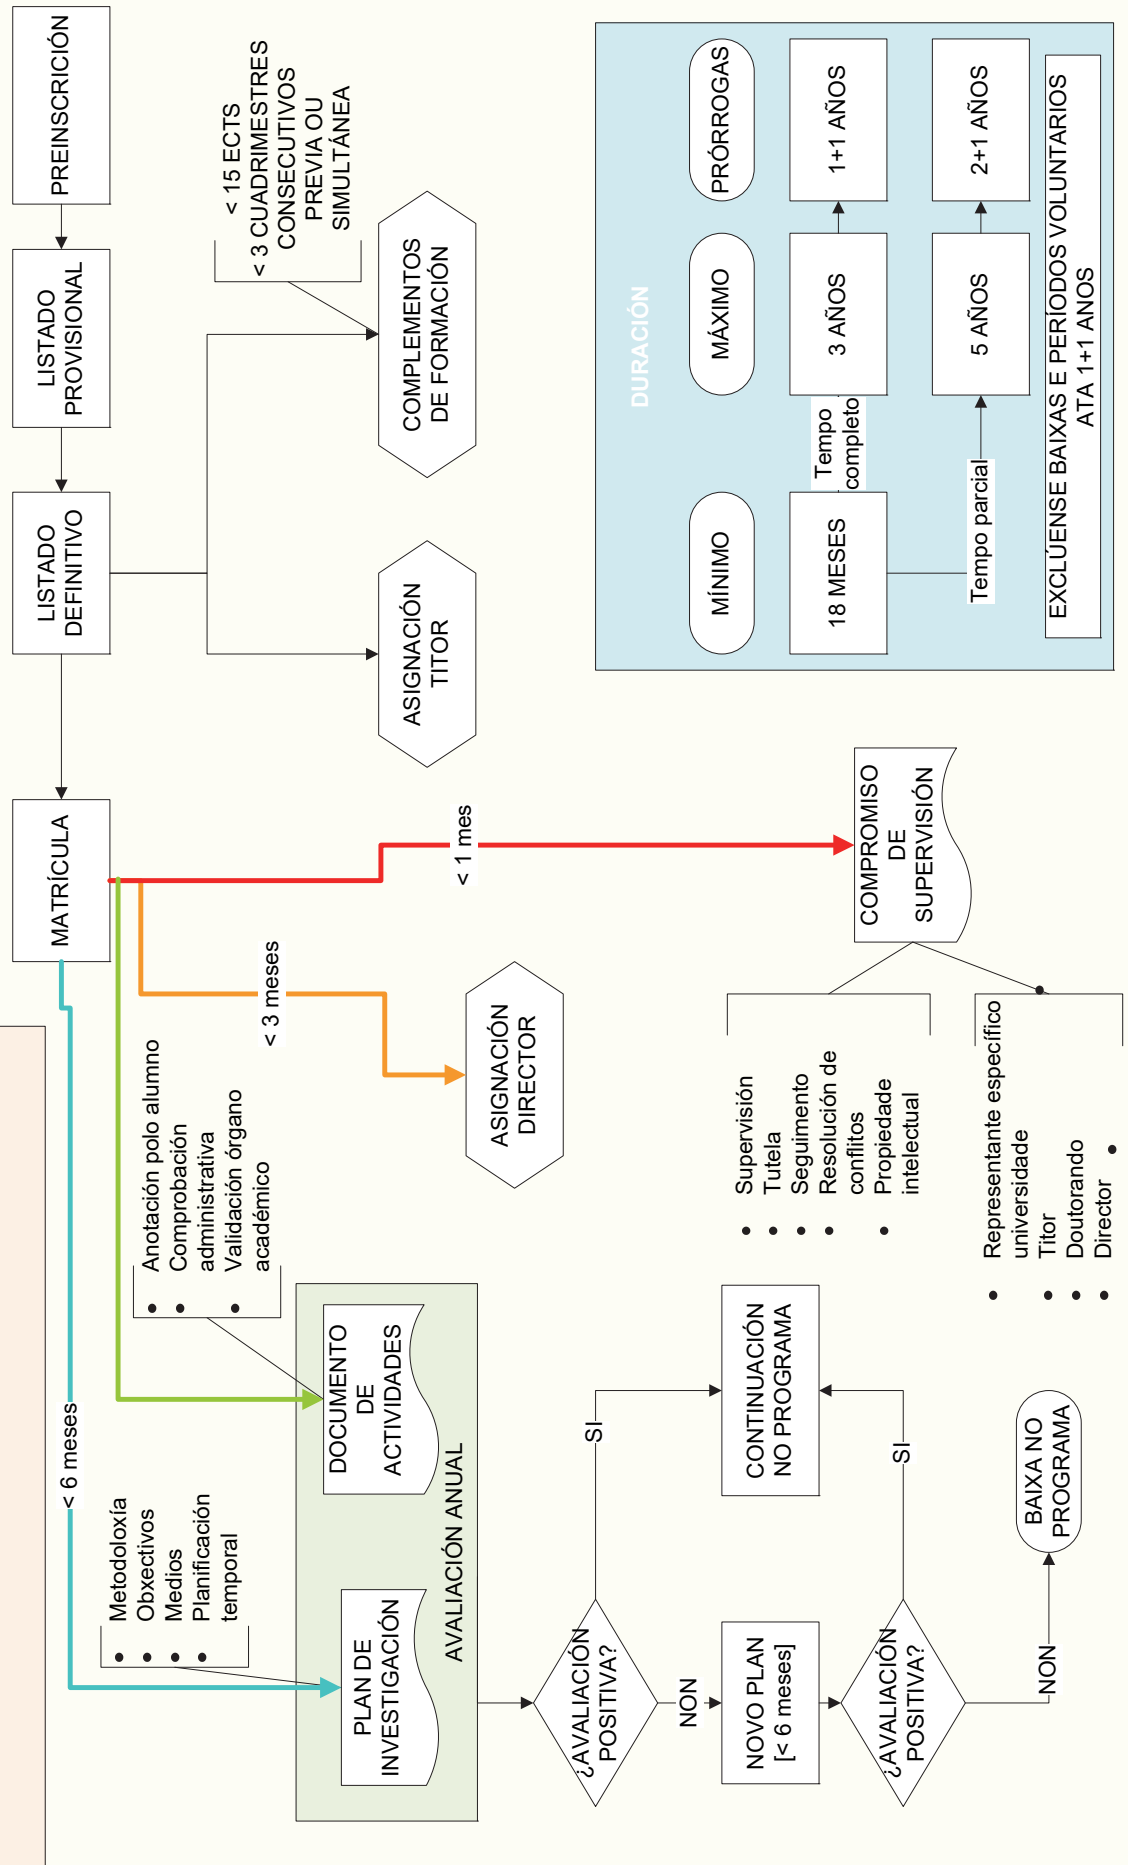 PREINSCRICIÓN
LISTADO
PROVISIONAL
LISTADO
DEFINITIVO
MATRÍCULA
< 15 ECTS
< 3 CUADRIMESTRES
CONSECUTIVOS
PREVIA OU
SIMULTÁNEA
COMPLEMENTOS
DE FORMACIÓN
ASIGNACIÓN
TITOR
< 1 mes
< 3 meses
< 6 meses
ASIGNACIÓN
DIRECTOR
COMPROMISO
DE
SUPERVISIÓN
• Supervisión
• Tutela
• Seguimento
• Resolución de
conflitos
• Propiedade
intelectual
• Representante específico
universidade
• Titor
• Doutorando
• Director
• Anotación polo alumno
• Comprobación
administrativa
• Validación órgano
académico
DOCUMENTO
DE
ACTIVIDADES
• Metodoloxía
• Obxectivos
• Medios
• Planificación
temporal
PLAN DE
INVESTIGACIÓN
AVALIACIÓN ANUAL
¿AVALIACIÓN
POSITIVA?
SI
NON
CONTINUACIÓN
NO PROGRAMA
NOVO PLAN
[< 6 meses]
¿AVALIACIÓN
POSITIVA?
SI
NON
BAIXA NO
PROGRAMA
DURACIÓN
MÍNIMO
MÁXIMO
PRÓRROGAS
18 MESES
Tempo
completo
3 AÑOS
1+1 AÑOS
Tempo parcial
5 AÑOS
2+1 AÑOS
EXCLÚENSE BAIXAS E PERÍODOS VOLUNTARIOS
ATA 1+1 ANOS